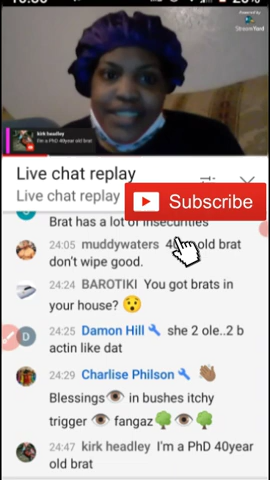 Powered by
StreamYard
kirk headley
I'm a PhD 40year old brat
Live chat replay
Live chat replay
Subscribe
Brat has a lot of insecurities
24:05 muddywaters 40 old brat
don't wipe good.
24:24 BAROTIKI You got brats in
your house? 😯
D 24:25 Damon Hill 🔧 she 2 ole..2 b
actin like dat
24:29 Charlise Philson 🔧 👋🏽
Blessings👁 in bushes itchy
trigger 👁 fangaz🌳👁🌳
24:47 kirk headley I'm a PhD 40year
old brat